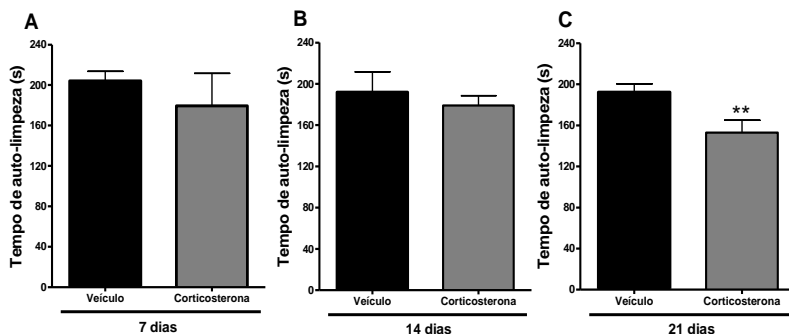 A
Tempo de auto-limpeza (s)
240
200
160
120
80
40
0
Veículo
Corticosterona
7 dias
B
Tempo de auto-limpeza (s)
240
200
160
120
80
40
0
Veículo
Corticosterona
14 dias
C
Tempo de auto-limpeza (s)
240
200
160
120
80
40
0
**
Veículo
Corticosterona
21 dias